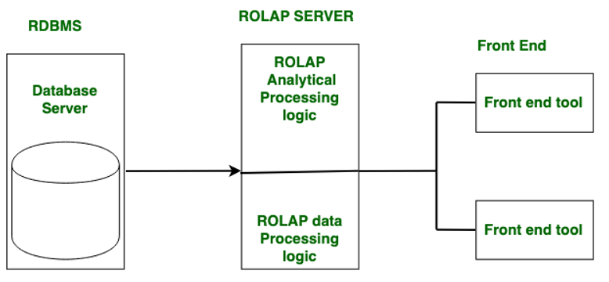 RDBMS
Database
Server
ROLAP SERVER
ROLAP
Analytical
Processing
logic
ROLAP data
Processing
logic
Front End
Front end tool
Front end tool